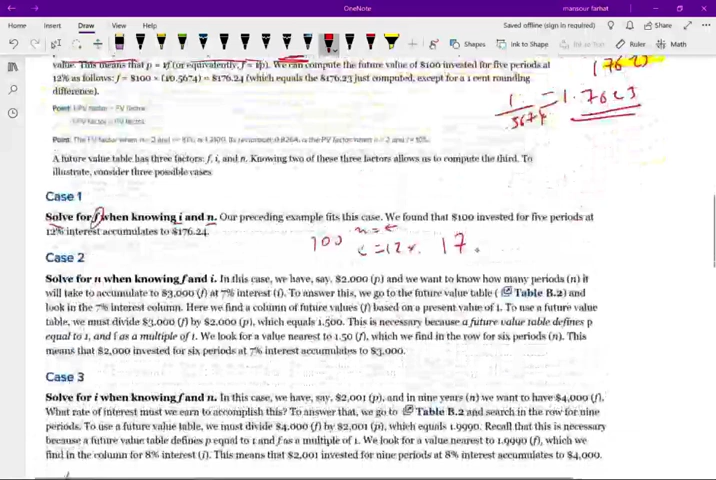 OneNote
mansour farhat
Home Insert Draw View Help
Saved offline (sign in required) Share
Shapes Ink to Shape Ruler Math
value. This means that p = 1/f (or equivalently, f = 1/p). We can compute the future value of $100 invested for five periods at
12% as follows: f = $100 × (1/0.5674) = $176.24 (which equals the $176.23 just computed, except for a 1 cent rounding
difference).
1
.5674 = 1.7623
A future value table has three factors: f, i, and n. Knowing two of these three factors allows us to compute the third. To
illustrate, consider three possible cases
Case 1
Solve for f when knowing i and n. Our preceding example fits this case. We found that $100 invested for five periods at
12% interest accumulates to $176.24.
100
i = 12% 17
Case 2
Solve for n when knowing f and i. In this case, we have, say, $2,000 (p) and we want to know how many periods (n) it
will take to accumulate to $3,000 (f) at 7% interest (i). To answer this, we go to the future value table ( Table B.2) and
look in the 7% interest column. Here we find a column of future values (f) based on a present value of 1. To use a future value
table, we must divide $3,000 (f) by $2,000 (p), which equals 1.500. This is necessary because a future value table defines p
equal to 1, and f as a multiple of 1. We look for a value nearest to 1.50 (f), which we find in the row for six periods (n). This
means that $2,000 invested for six periods at 7% interest accumulates to $3,000.
Case 3
Solve for i when knowing f and n. In this case, we have, say, $2,001 (p), and in nine years (n) we want to have $4,000 (f).
What rate of interest must we earn to accomplish this? To answer that, we go to Table B.2 and search in the row for nine
periods. To use a future value table, we must divide $4,000 (f) by $2,001 (p), which equals 1.9990. Recall that this is necessary
because a future value table defines p equal to 1 and f as a multiple of 1. We look for a value nearest to 1.9990 (f), which we
find in the column for 8% interest (i). This means that $2,001 invested for nine periods at 8% interest accumulates to $4,000.